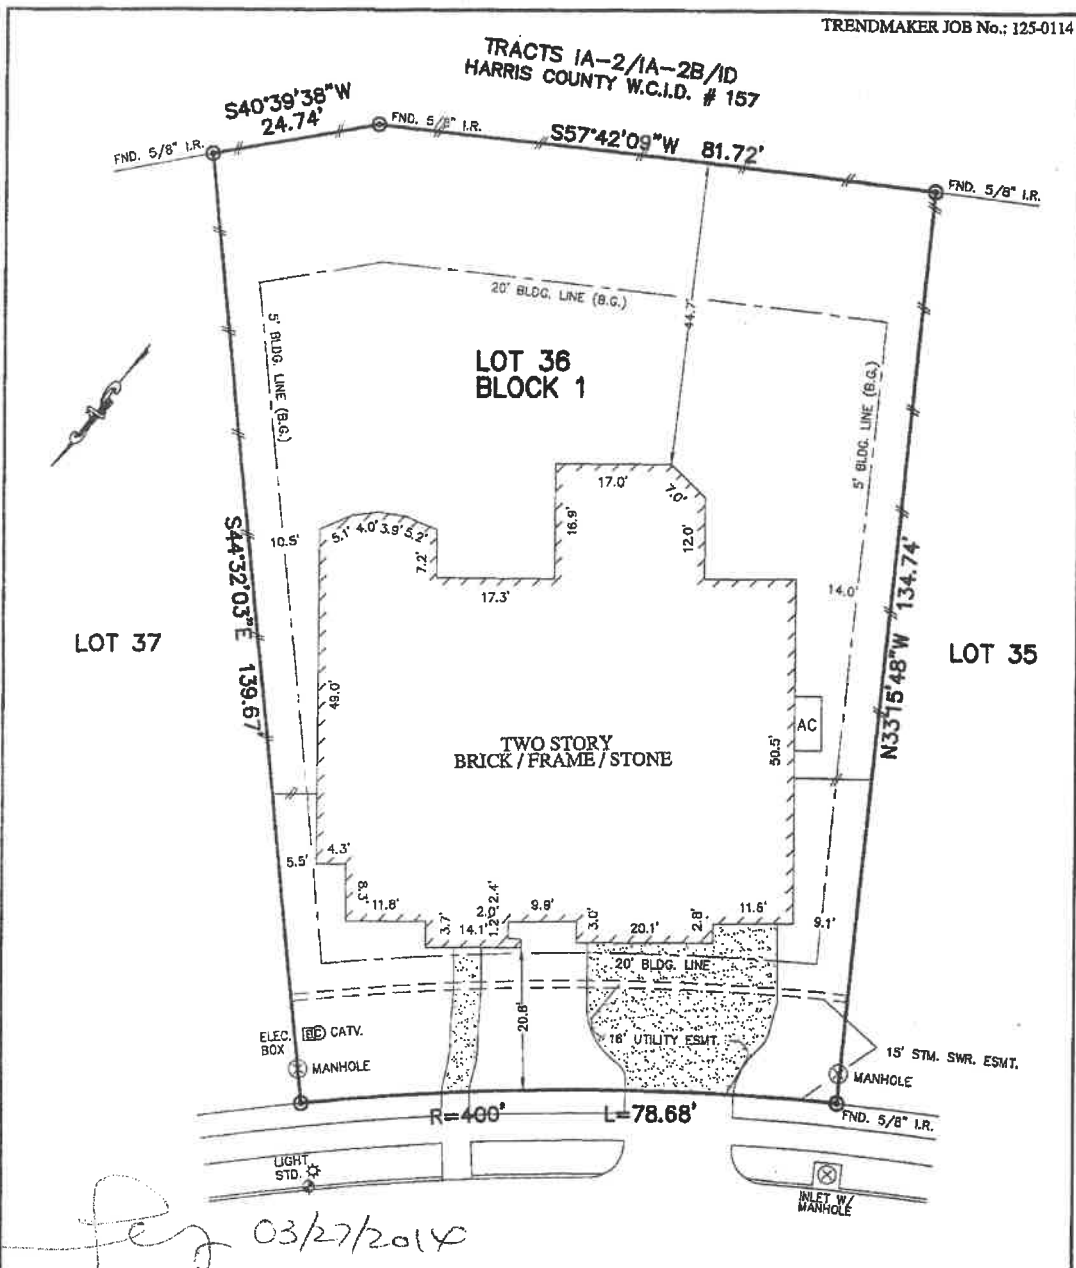 TRENDMAKER JOB No.: 125-0114
TRACTS 1A-2/1A-2B/1D
HARRIS COUNTY W.C.I.D. # 157
S40°39'38"W
24.74'
FND. 5/8" I.R.
FND. 5/8" I.R.
S57°42'09"W 81.72'
FND. 5/8" I.R.
20' BLDG. LINE (B.G.)
44.7'
5' BLDG. LINE (B.G.)
LOT 36
BLOCK 1
5' BLDG. LINE (B.G.)
17.0'
7.0'
16.9'
12.0'
5.1'
4.0'
3.9'
5.2'
7.2'
10.5'
17.3'
14.0'
S44°32'03"E 139.67'
N33°15'48"W 134.74'
LOT 37
LOT 35
49.0'
AC
TWO STORY
BRICK / FRAME / STONE
50.5'
5.5'
4.3'
8.3'
11.8'
3.7'
14.1'
1.2'
2.4'
9.9'
3.0'
20.1'
2.8'
11.6'
9.1'
20' BLDG. LINE
20.8'
16' UTILITY ESMT.
15' STM. SWR. ESMT.
ELEC.
BOX
CATV.
MANHOLE
MANHOLE
R=400'
L=78.68'
FND. 5/8" I.R.
LIGHT
STD.
INLET W/
MANHOLE
03/27/2014